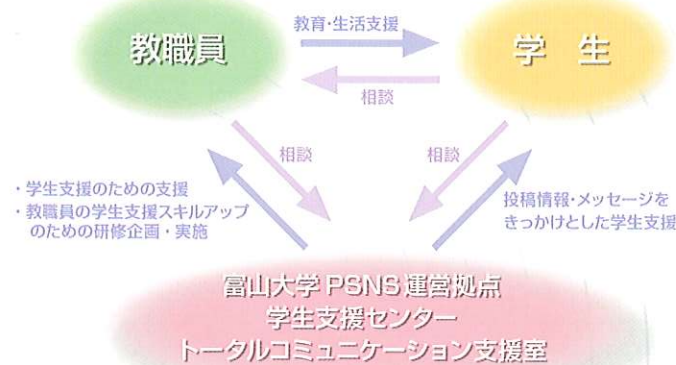 教育・生活支援
教職員
学 生
相談
相談
相談
・学生支援のための支援
・教職員の学生支援スキルアップ
のための研修企画・実施
投稿情報・メッセージを
きっかけとした学生支援
富山大学 PSNS 運営拠点
学生支援センター
トータルコミュニケーション支援室